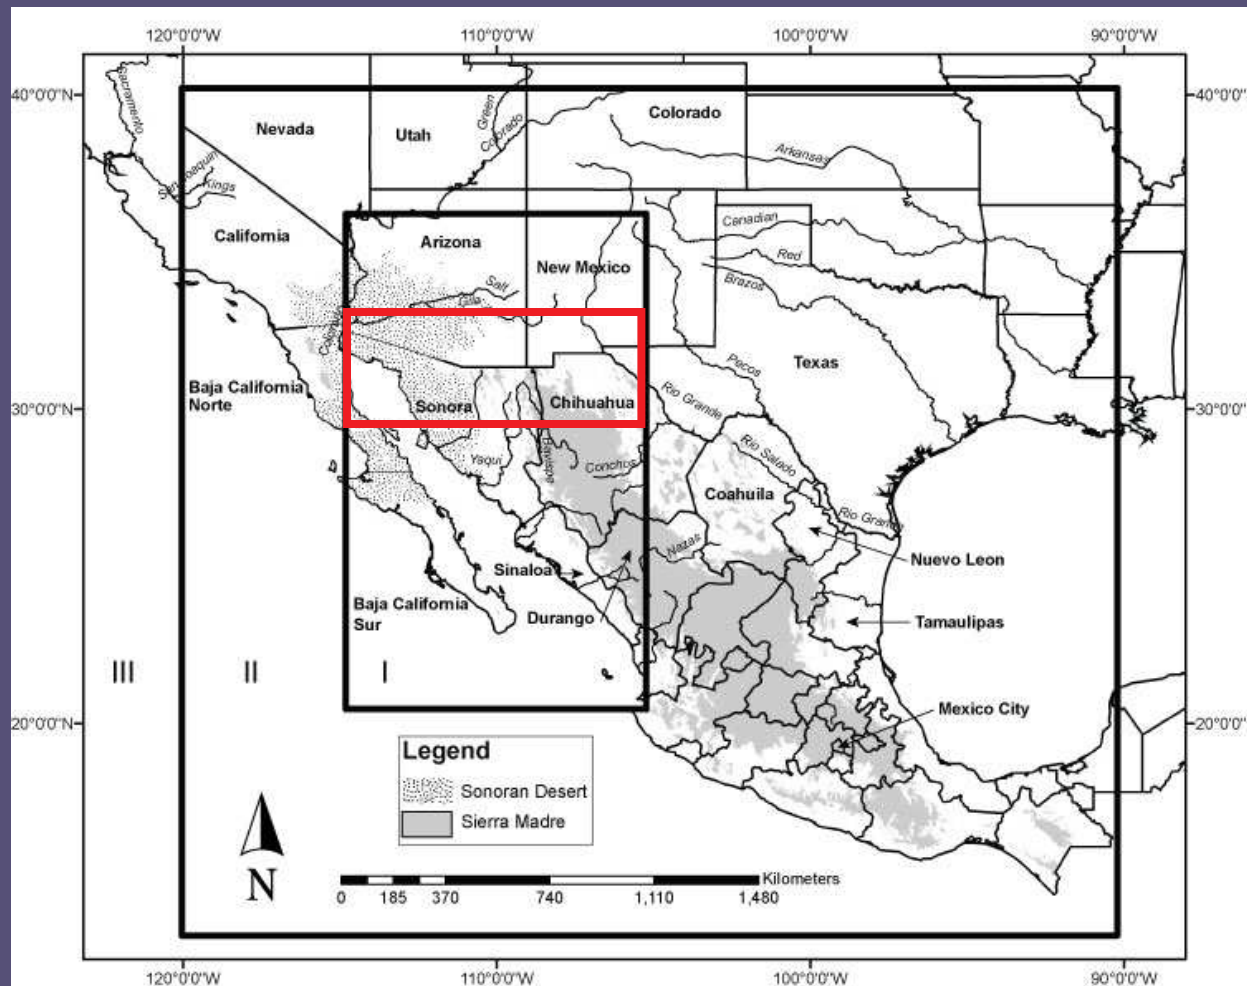 120°0'0"W
110°0'0"W
100°0'0"W
90°0'0"W
40°0'0"N
40°0'0"N
Sacramento
Nevada
Utah
Green
Colorado
Colorado
Arkansas
San Joaquin
Kings
California
Arizona
New Mexico
Canadian
Red
Brazos
Salt
Gila
Colorado
Pecos
Texas
Baja California
Norte
Sonora
Chihuahua
30°0'0"N
30°0'0"N
Rio Grande
Rio Salado
Yaqui
Bavispe
Conchos
Coahuila
Rio Grande
Nazas
Nuevo Leon
Sinaloa
Baja California
Sur
Durango
Tamaulipas
III
II
I
Mexico City
20°0'0"N
20°0'0"N
Legend
Sonoran Desert
Sierra Madre
N
Kilometers
0 185 370 740 1,110 1,480
120°0'0"W
110°0'0"W
100°0'0"W
90°0'0"W